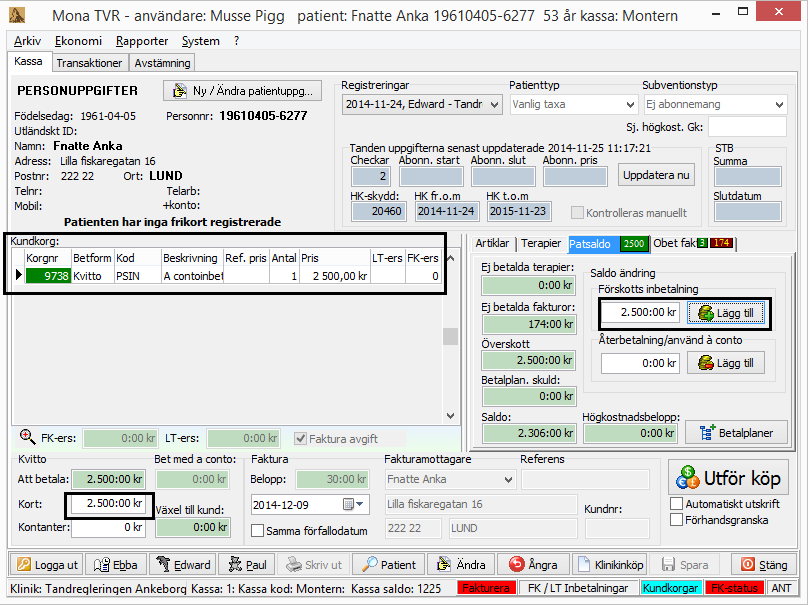 Mona TVR - användare: Musse Pigg   patient: Fnatte Anka 19610405-6277  53 år kassa: Montern
Arkiv Ekonomi Rapporter System ?
Kassa Transaktioner Avstämning
PERSONUPPGIFTER
Ny / Ändra patientuppg...
Födelsedag: 1961-04-05 Personnr: 19610405-6277
Utländskt ID:
Namn: Fnatte Anka
Adress: Lilla fiskaregatan 16
Postnr: 222 22 Ort: LUND
Telnr: Telarb:
Mobil: +konto:
Patienten har inga frikort registrerade
Registreringar Patienttyp Subventionstyp
2014-11-24, Edward - Tandr Vanlig taxa Ej abonnemang
Sj. högkost. Gk:
Tanden uppgifterna senast uppdaterade 2014-11-25 11:17:21
Checkar Abonn. start Abonn. slut Abonn. pris
2 Uppdatera nu
HK-skydd: HK fr.o.m HK t.o.m
20460 2014-11-24 2015-11-23 Kontrolleras manuellt
STB
Summa
Slutdatum
Kundkorg:
Korgnr Betform Kod Beskrivning Ref. pris Antal Pris LT-ers FK-ers
9738 Kvitto PSIN A contoinbet 1 2 500,00 kr 0
FK-ers: 0:00 kr LT-ers: 0:00 kr Faktura avgift
Artiklar Terapier Patsaldo 2500 Obet fakt 3 174
Ej betalda terapier:
0:00 kr
Ej betalda fakturor:
174:00 kr
Överskott
2.500:00 kr
Betalplan. skuld:
0:00 kr
Saldo: Högkostnadsbelopp:
2.306:00 kr 0:00 kr Betalplaner
Saldo ändring
Förskotts inbetalning
2.500:00 kr Lägg till
Återbetalning/använd à conto
0:00 kr Lägg till
Kvitto Bet med a conto:
Att betala: 2.500:00 kr 0:00 kr
Kort: 2.500:00 kr Växel till kund:
Kontanter: 0 kr 0:00 kr
Faktura
Belopp: 30:00 kr
2014-12-09
Samma förfallodatum
Fakturamottagare Referens
Fnatte Anka
Lilla fiskaregatan 16 Kundnr:
222 22 LUND
Utför köp
Automatiskt utskrift
Förhandsgranska
Logga ut Ebba Edward Paul Skriv ut Patient Ändra Ångra Klinikinköp Spara Stäng
Klinik: Tandregleringen Ankeborg Kassa: 1: Kassa kod: Montern: Kassa saldo: 1225 Fakturera FK / LT Inbetalningar Kundkorgar FK-status ANT